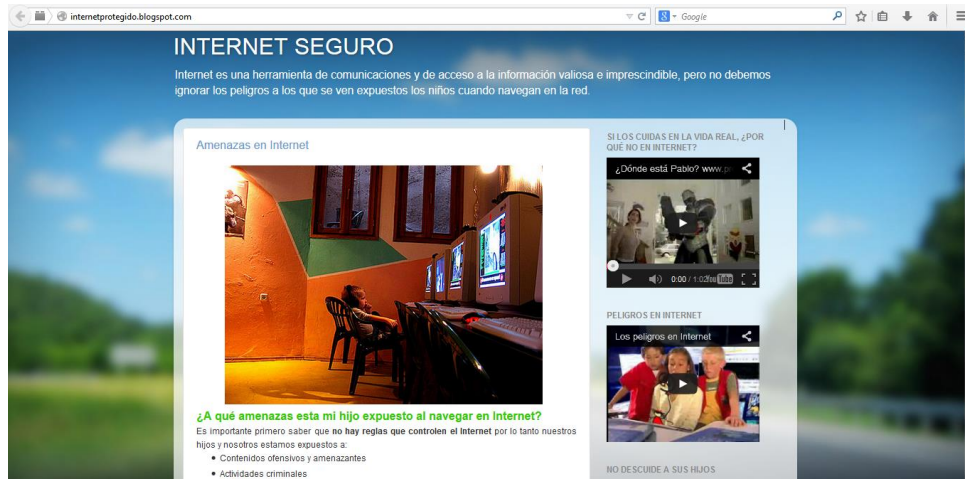 internetprotegido.blogspot.com
Google
INTERNET SEGURO
Internet es una herramienta de comunicaciones y de acceso a la información valiosa e imprescindible, pero no debemos
ignorar los peligros a los que se ven expuestos los niños cuando navegan en la red.
Amenazas en Internet
¿A qué amenazas esta mi hijo expuesto al navegar en Internet?
Es importante primero saber que no hay reglas que controlen el Internet por lo tanto nuestros
hijos y nosotros estamos expuestos a:
• Contenidos ofensivos y amenazantes
• Actividades criminales
SI LOS CUIDAS EN LA VIDA REAL, ¿POR
QUÉ NO EN INTERNET?
¿Dónde está Pablo? www.pr
0:00 / 1:02 YouTube
PELIGROS EN INTERNET
Los peligros en Internet
NO DESCUIDE A SUS HIJOS